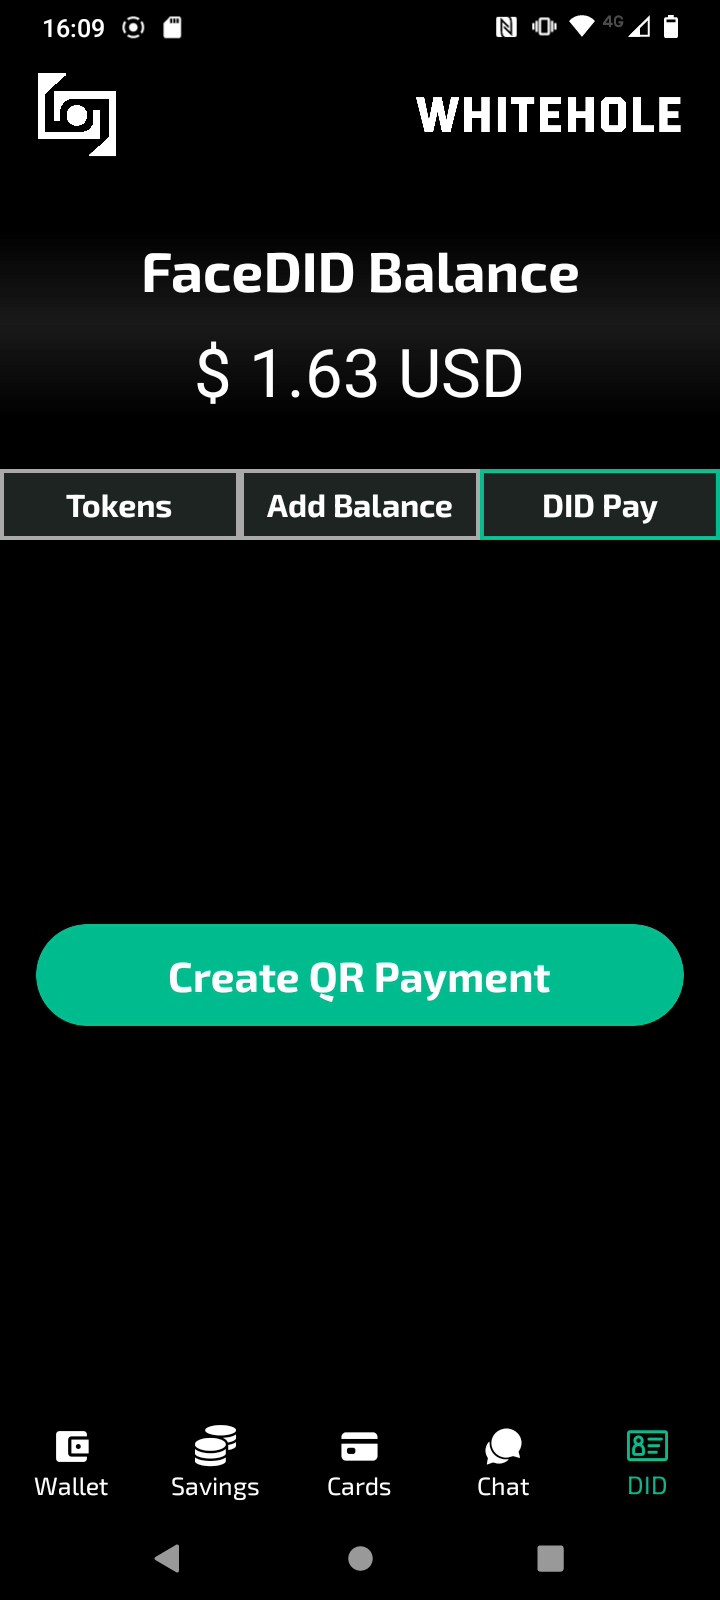 16:09
4G
WHITEHOLE
FaceDID Balance
$ 1.63 USD
Tokens
Add Balance
DID Pay
Create QR Payment
Wallet
Savings
Cards
Chat
DID